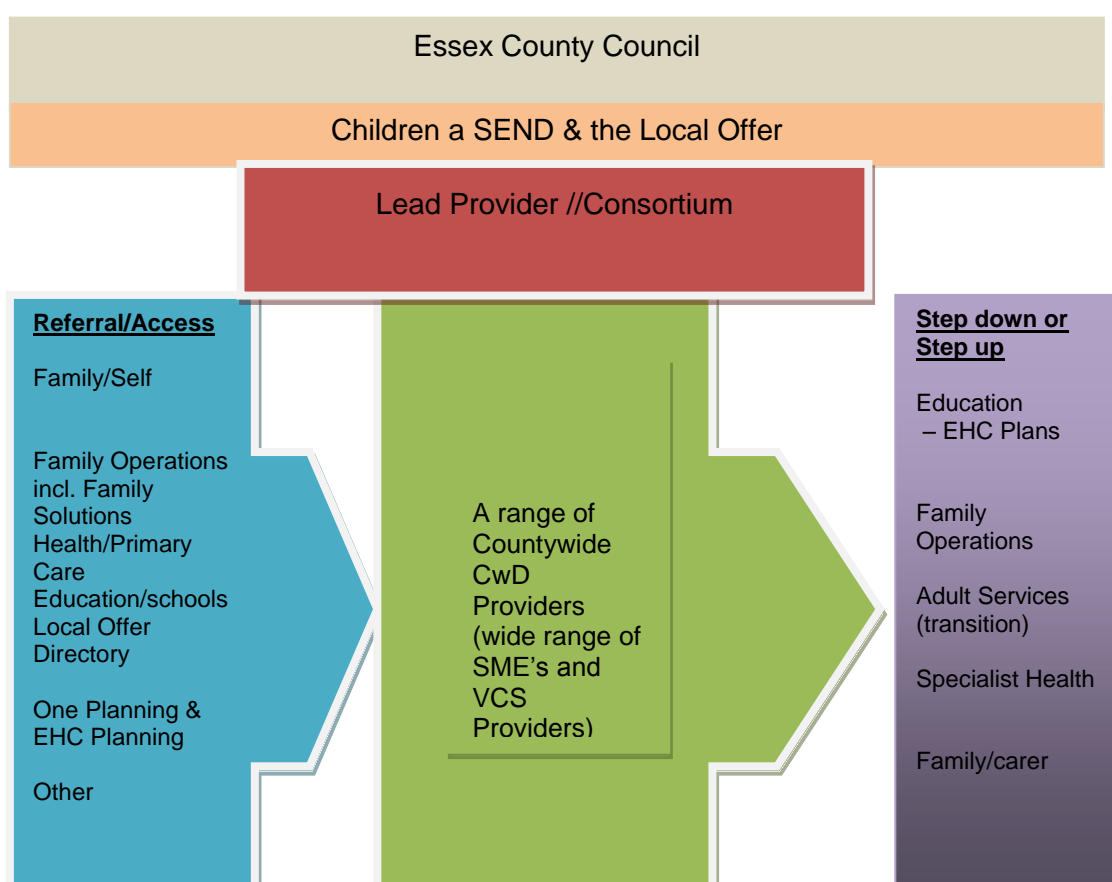 Essex County Council
Children a SEND & the Local Offer
Lead Provider //Consortium
Referral/Access
Family/Self
Family Operations
incl. Family
Solutions
Health/Primary
Care
Education/schools
Local Offer
Directory
One Planning &
EHC Planning
Other
A range of
Countywide
CwD
Providers
(wide range of
SME's and
VCS
Providers)
Step down or
Step up
Education
– EHC Plans
Family
Operations
Adult Services
(transition)
Specialist Health
Family/carer